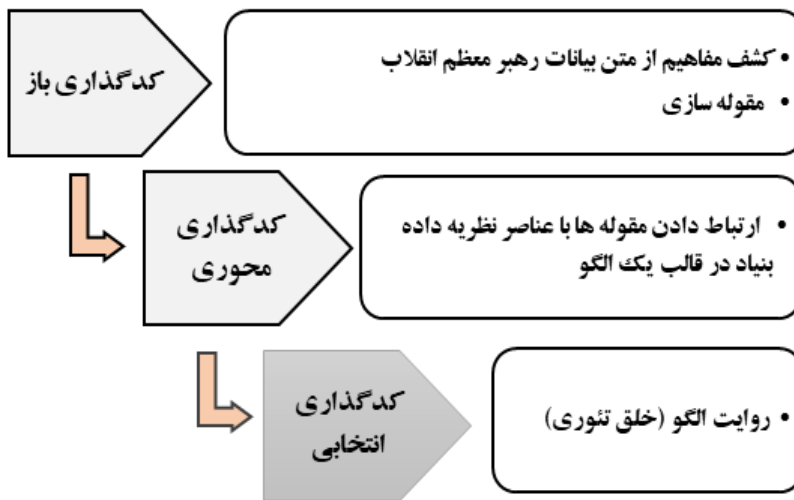 کدگذاری باز
• کشف مفاهیم از متن بیانات رهبر معظم انقلاب
• مقوله سازی
کدگذاری
محوری
• ارتباط دادن مقوله ها با عناصر نظریه داده
بنیاد در قالب یک الگو
کدگذاری
انتخابی
• روایت الگو (خلق تئوری)